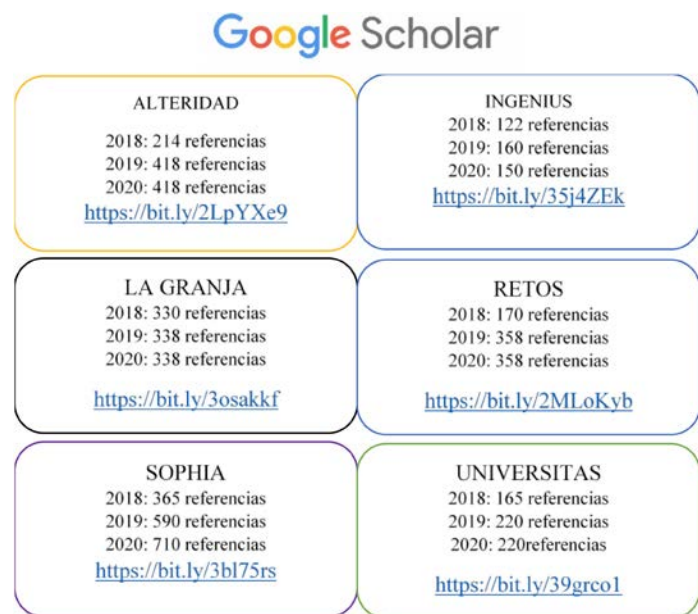 Google Scholar
ALTERIDAD
2018: 214 referencias
2019: 418 referencias
2020: 418 referencias
https://bit.ly/2LpYXe9
INGENIUS
2018: 122 referencias
2019: 160 referencias
2020: 150 referencias
https://bit.ly/35j4ZEk
LA GRANJA
2018: 330 referencias
2019: 338 referencias
2020: 338 referencias
https://bit.ly/3osakkf
RETOS
2018: 170 referencias
2019: 358 referencias
2020: 358 referencias
https://bit.ly/2MLoKyb
SOPHIA
2018: 365 referencias
2019: 590 referencias
2020: 710 referencias
https://bit.ly/3bl75rs
UNIVERSITAS
2018: 165 referencias
2019: 220 referencias
2020: 220referencias
https://bit.ly/39grco1